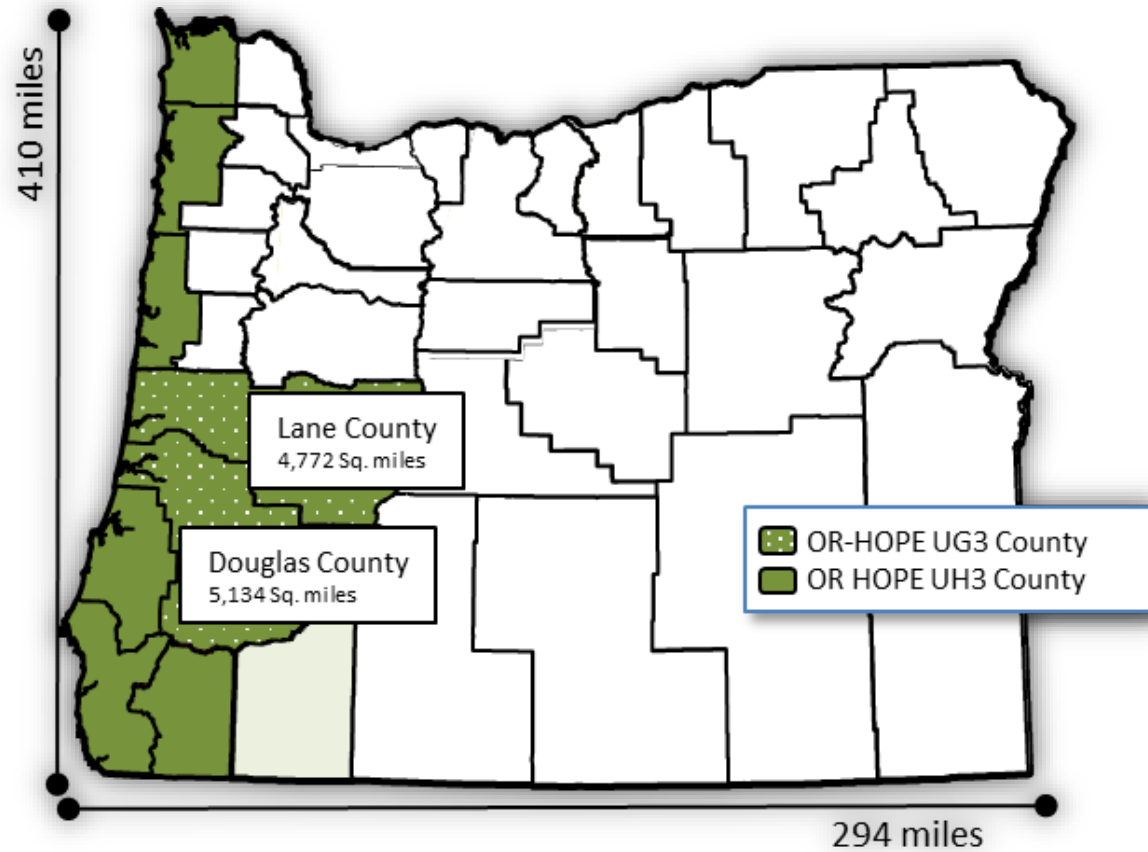 410 miles
Lane County
4,772 Sq. miles
Douglas County
5,134 Sq. miles
OR-HOPE UG3 County
OR HOPE UH3 County
294 miles